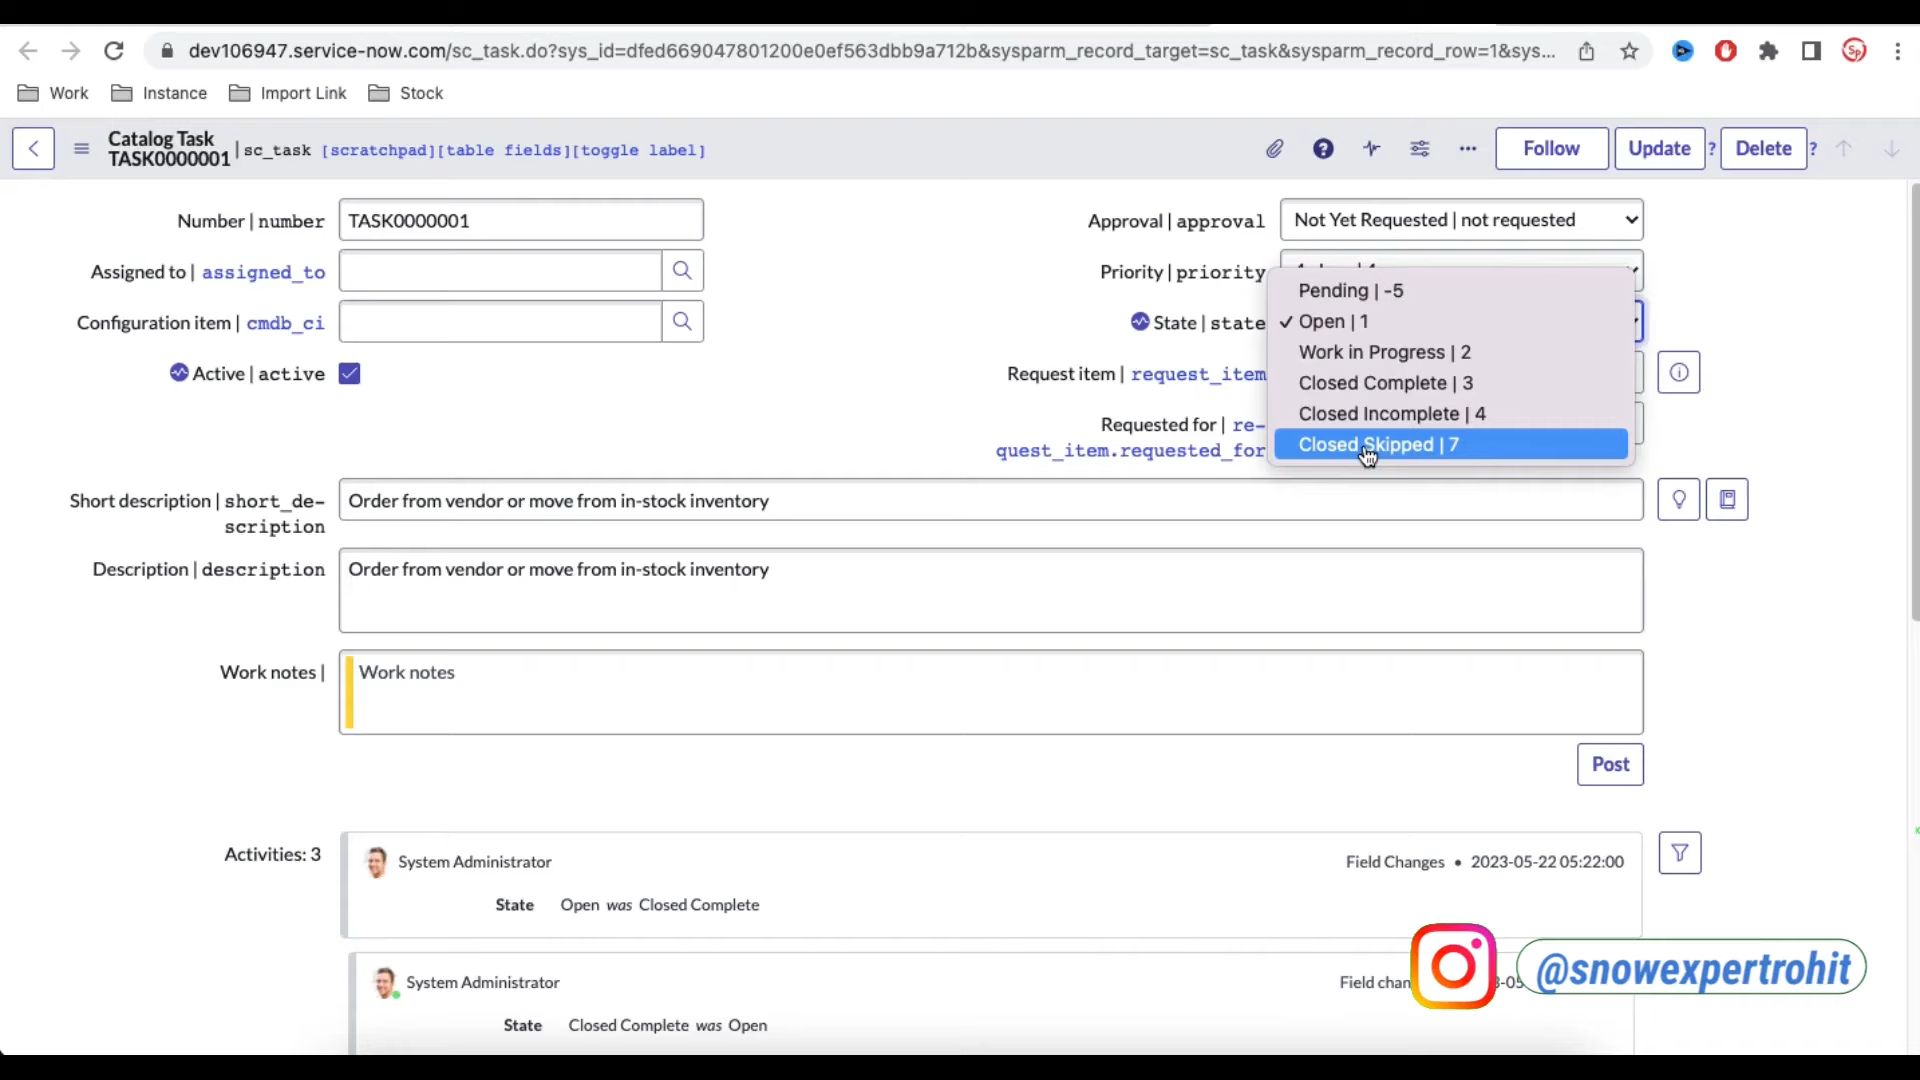 dev106947.service-now.com/sc_task.do?sys_id=dfed669047801200e0ef563dbb9a712b&sysparm_record_target=sc_task&sysparm_record_row=1&sys...
Work Instance Import Link Stock
Catalog Task
TASK0000001 | sc_task [scratchpad][table fields][toggle label]
Follow Update ? Delete ?
Number | number TASK0000001
Approval | approval Not Yet Requested | not requested
Assigned to | assigned_to
Priority | priority
Configuration item | cmdb_ci
State | state
Active | active
Request item | request_item
Requested for | re-
quest_item.requested_for
Pending | -5
✓ Open | 1
Work in Progress | 2
Closed Complete | 3
Closed Incomplete | 4
Closed Skipped | 7
Short description | short_de-
scription
Order from vendor or move from in-stock inventory
Description | description Order from vendor or move from in-stock inventory
Work notes | Work notes
Post
Activities: 3
System Administrator Field Changes • 2023-05-22 05:22:00
State Open was Closed Complete
System Administrator Field chan
State Closed Complete was Open
@snowexpertrohit